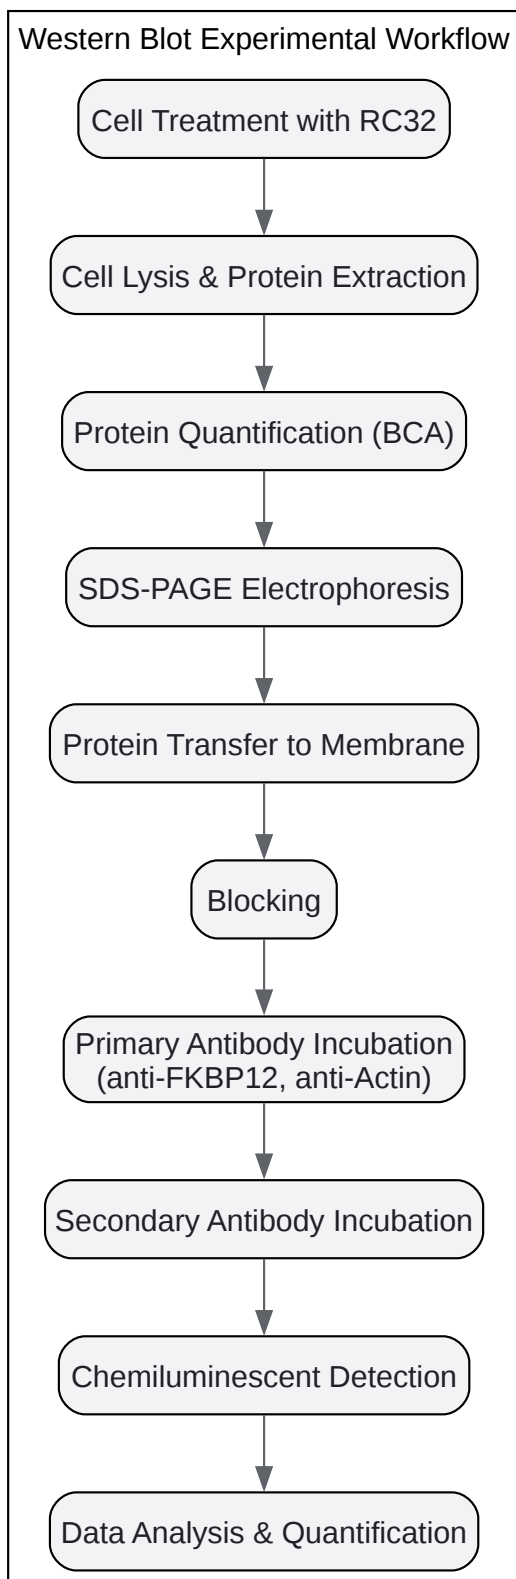 Western Blot Experimental Workflow
Cell Treatment with RC32
Cell Lysis & Protein Extraction
Protein Quantification (BCA)
SDS-PAGE Electrophoresis
Protein Transfer to Membrane
Blocking
Primary Antibody Incubation
(anti-FKBP12, anti-Actin)
Secondary Antibody Incubation
Chemiluminescent Detection
Data Analysis & Quantification